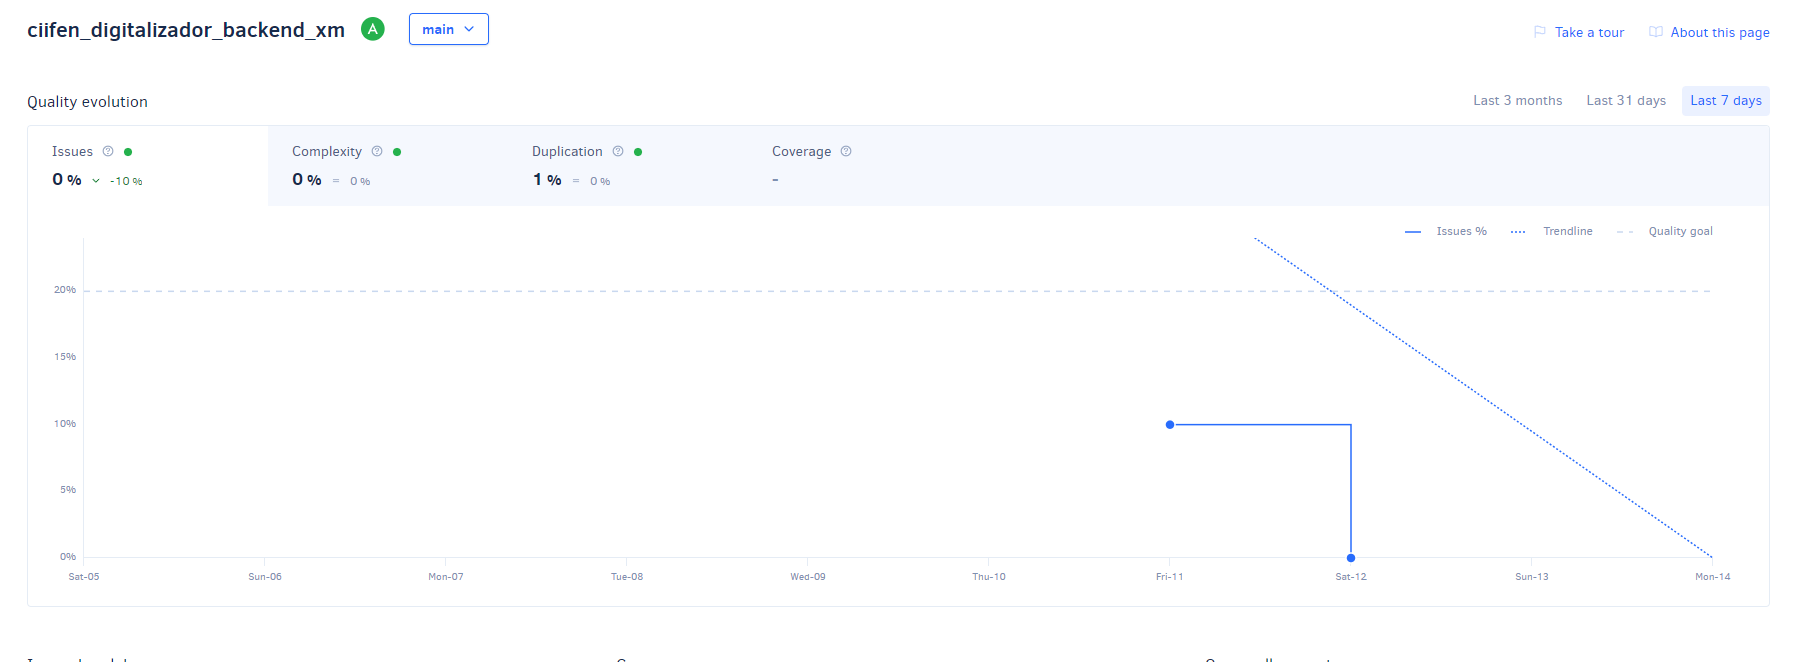 ciifen_digitalizador_backend_xm A main
Take a tour About this page
Quality evolution
Last 3 months Last 31 days Last 7 days
Issues Complexity Duplication Coverage
0 % -10 % 0 % = 0 % 1 % = 0 % -
Issues % Trendline Quality goal
20%
15%
10%
5%
0%
Sat-05 Sun-06 Mon-07 Tue-08 Wed-09 Thu-10 Fri-11 Sat-12 Sun-13 Mon-14